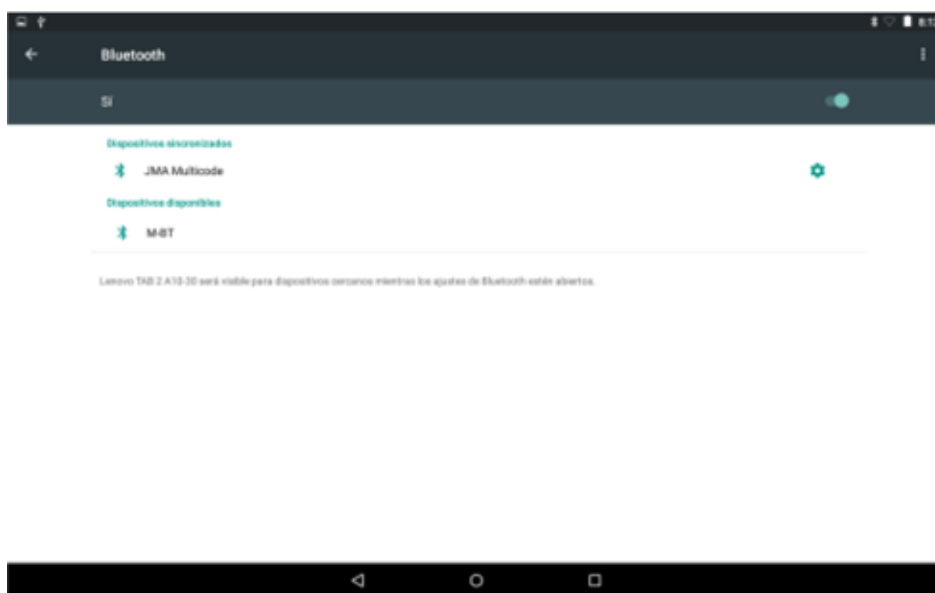 Bluetooth
Sí
Dispositivos sincronizados
JMA Multicode
Dispositivos disponibles
M-BT
Lenovo TAB 2 A10-30 será visible para dispositivos cercanos mientras los ajustes de Bluetooth estén abiertos.